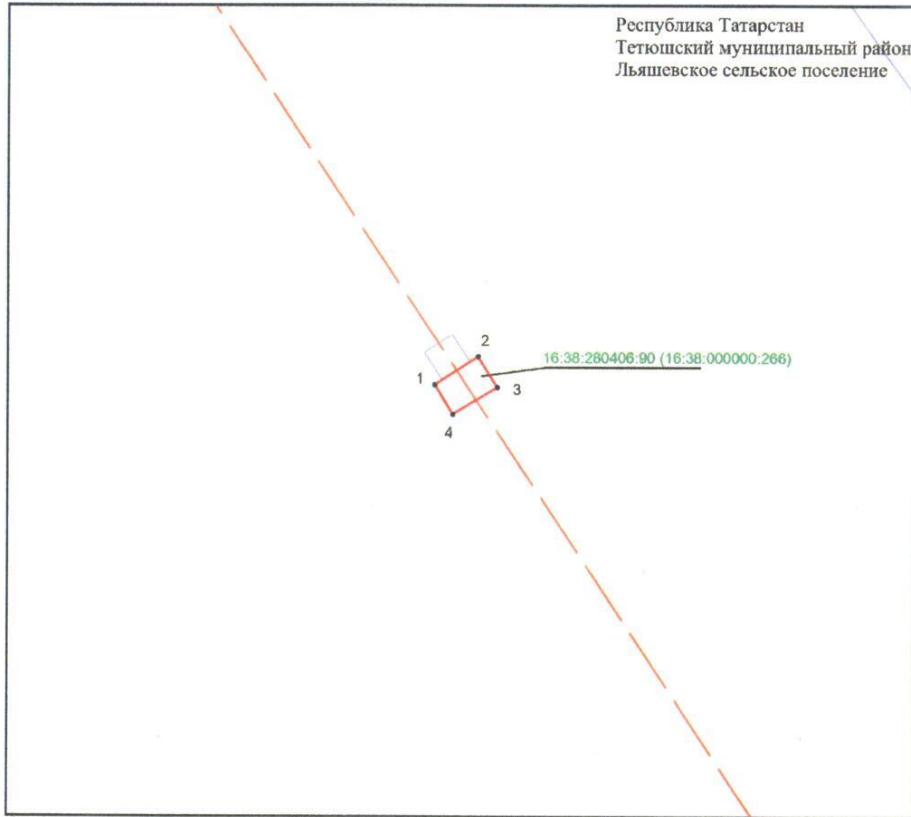 Республика Татарстан
Тетюшский муниципальный район
Льяшевское сельское поселение
2
16:38:280406:90 (16:38:000000:266)
1
3
4